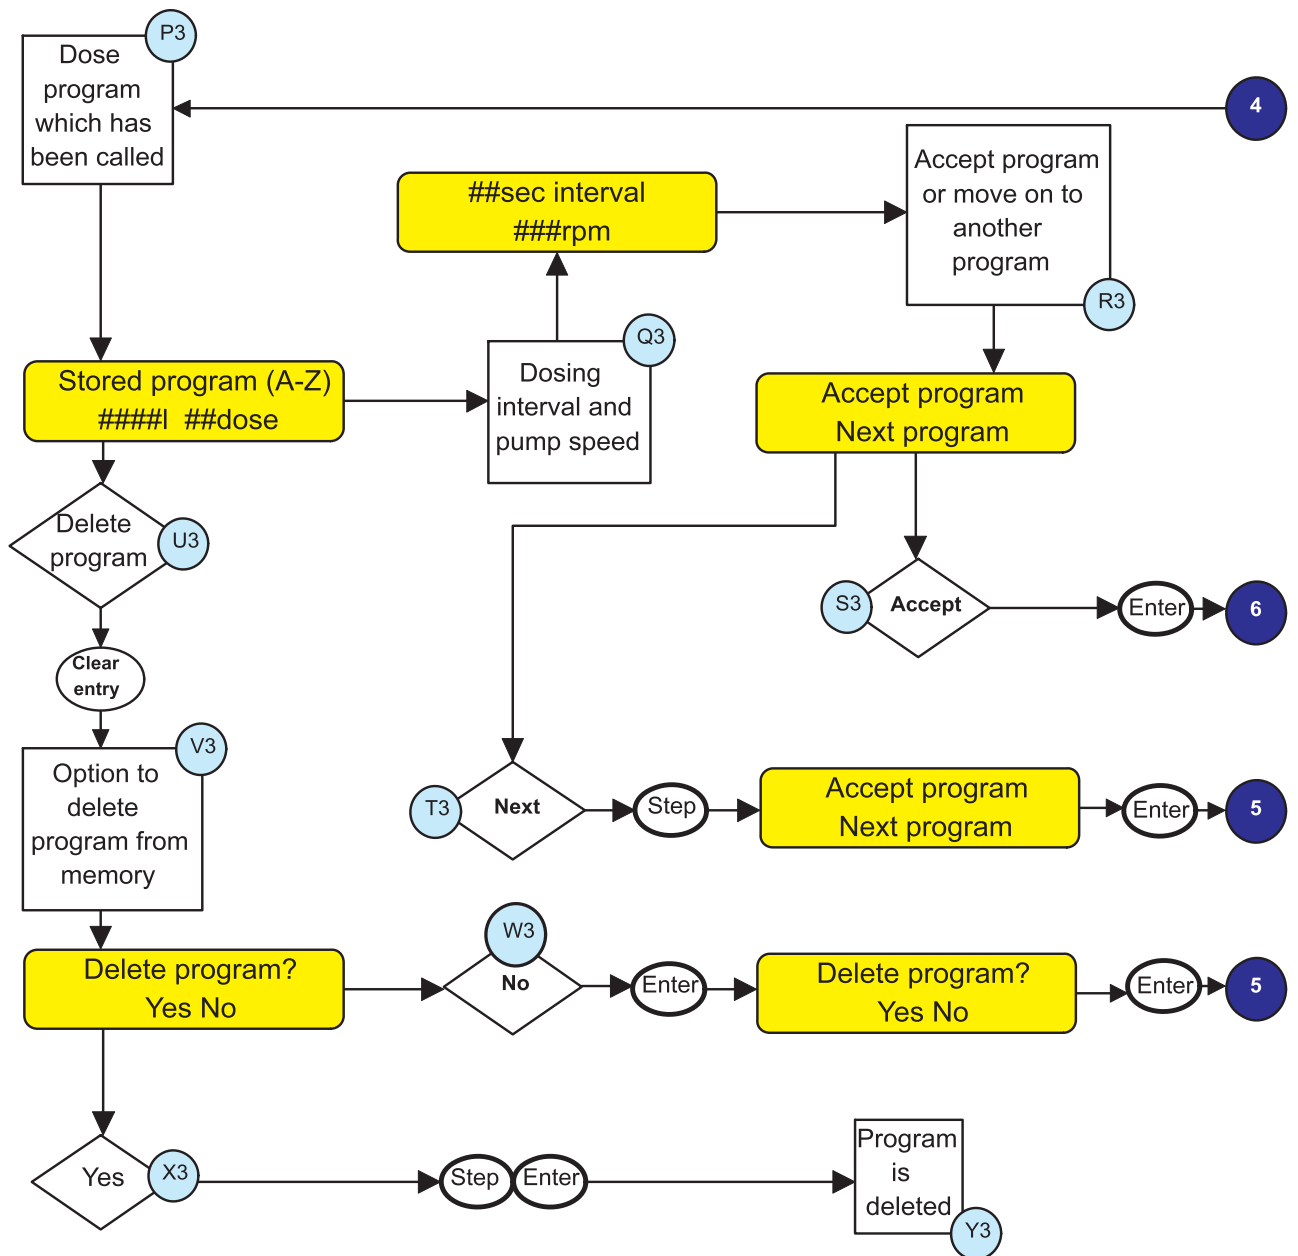 P3
Dose
program
which has
been called
4
##sec interval
###rpm
Accept program
or move on to
another
program
R3
Q3
Dosing
interval and
pump speed
Stored program (A-Z)
####l ##dose
Accept program
Next program
Delete
program
U3
S3
Accept
Enter
6
Clear
entry
V3
Option to
delete
program from
memory
T3
Next
Step
Accept program
Next program
Enter
5
Delete program?
Yes No
W3
No
Enter
Delete program?
Yes No
Enter
5
Yes
X3
Step
Enter
Program
is
deleted
Y3